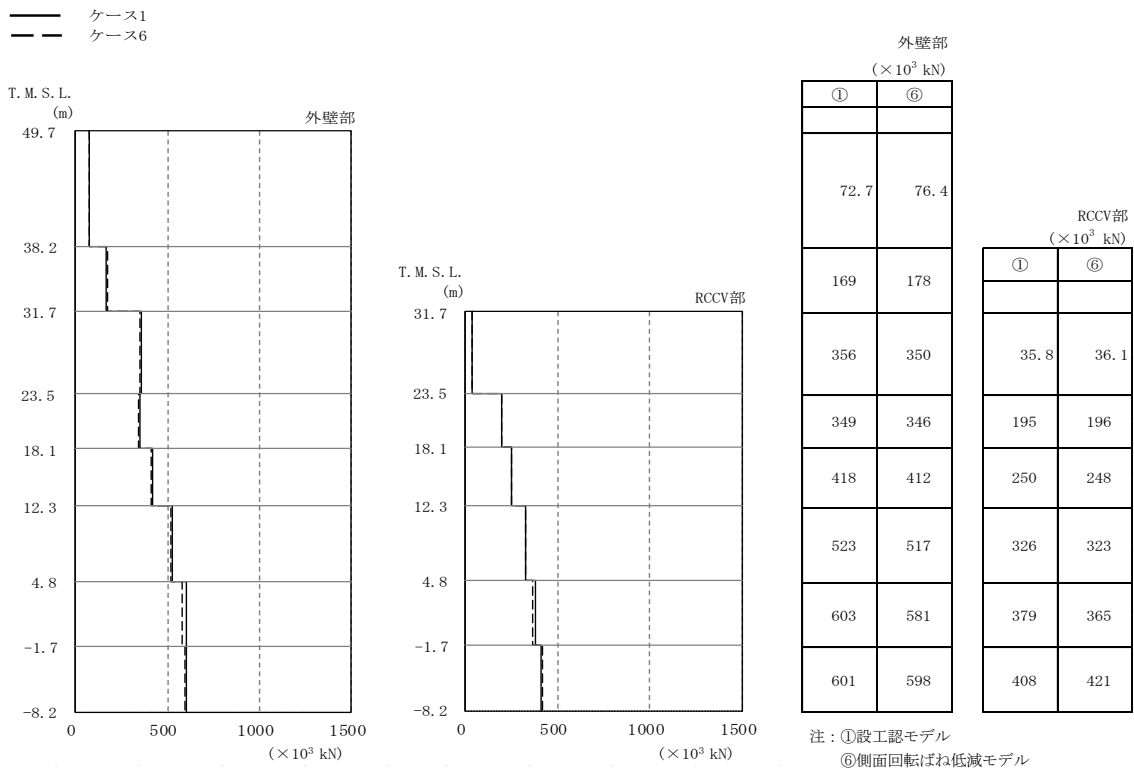 ケース1
ケース6
T.M.S.L.
(m)
外壁部
49.7
38.2
31.7
23.5
18.1
12.3
4.8
-1.7
-8.2
0 500 1000 1500
(×10³ kN)
T.M.S.L.
(m)
RCCV部
31.7
23.5
18.1
12.3
4.8
-1.7
-8.2
0 500 1000 1500
(×10³ kN)
外壁部
(×10³ kN)
① ⑥
72.7 76.4
169 178
356 350
349 346
418 412
523 517
603 581
601 598
RCCV部
(×10³ kN)
① ⑥
35.8 36.1
195 196
250 248
326 323
379 365
408 421
注：①設工認モデル
⑥側面回転ばね低減モデル